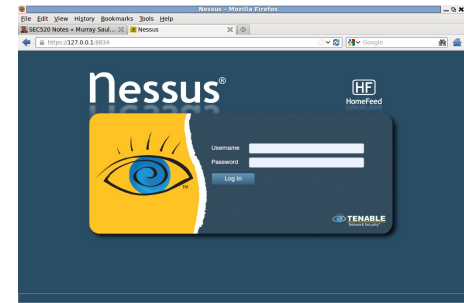 Nessus - Mozilla Firefox
File Edit View History Bookmarks Tools Help
SEC520 Notes « Murray Saul... Nessus
https://127.0.0.1:8834 Google
Nessus®
HF
HomeFeed
Username
Password
Log In
TM
TENABLE
Network Security®